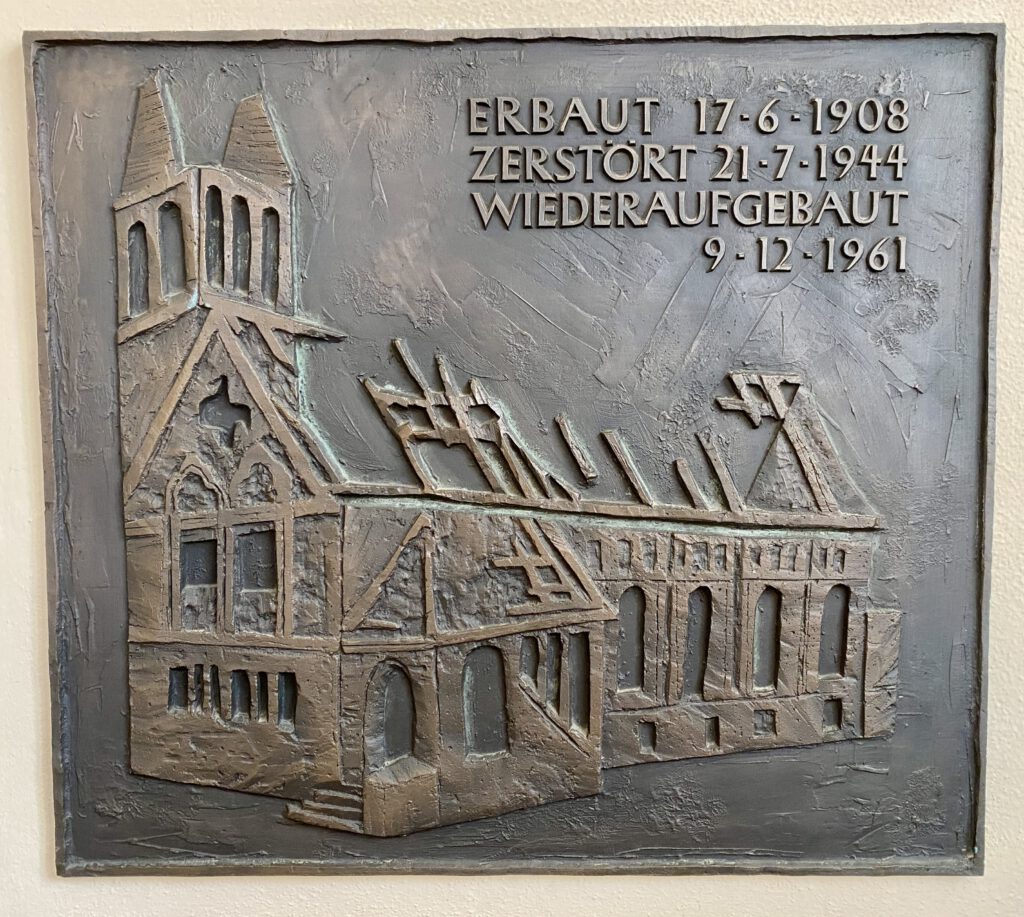 ERBAUT 17·6·1908
ZERSTÖRT 21·7·1944
WIEDERAUFGEBAUT
9·12·1961